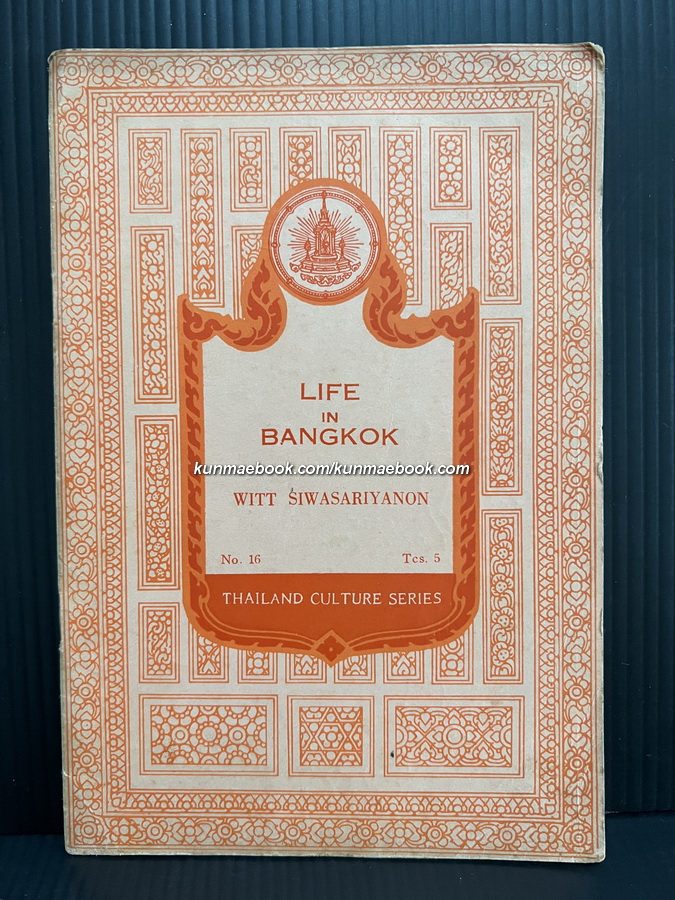 LIFE
IN
BANGKOK
kunmaebook.com/kunmaebook.com
WITT SIWASARIYANON
No. 16 Tcs. 5
THAILAND CULTURE SERIES